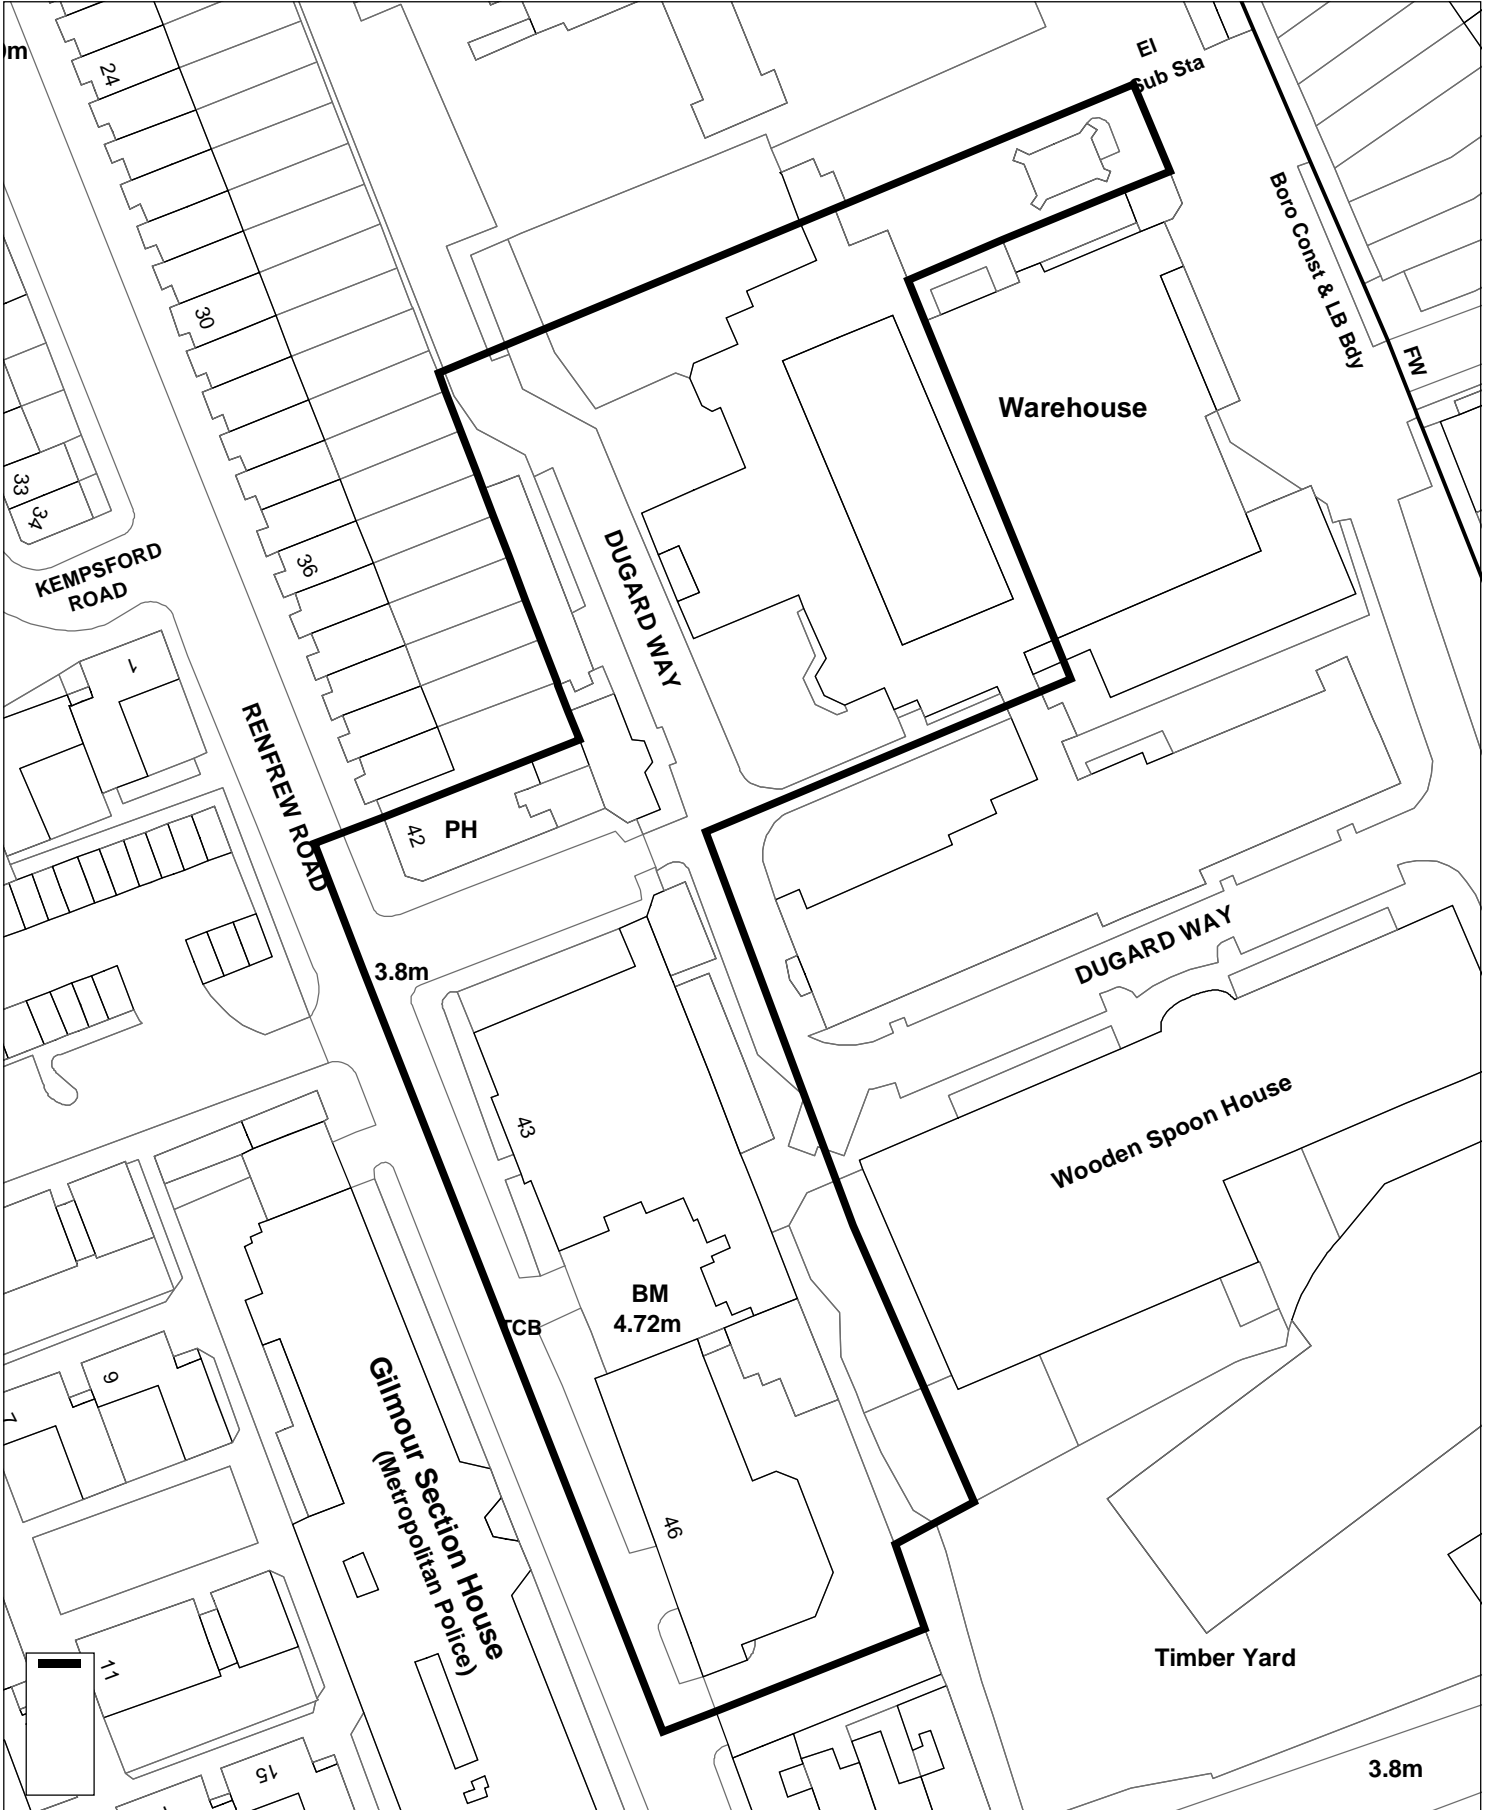 m
24
El
Sub Sta
Boro Const & LB Bdy
FW
30
Warehouse
33
34
36
KEMPSFORD
ROAD
DUGARD WAY
1
RENFREW ROAD
42
PH
3.8m
DUGARD WAY
43
Wooden Spoon House
BM
4.72m
TCB
9
7
Gilmour Section House
(Metropolitan Police)
46
11
Timber Yard
15
3.8m